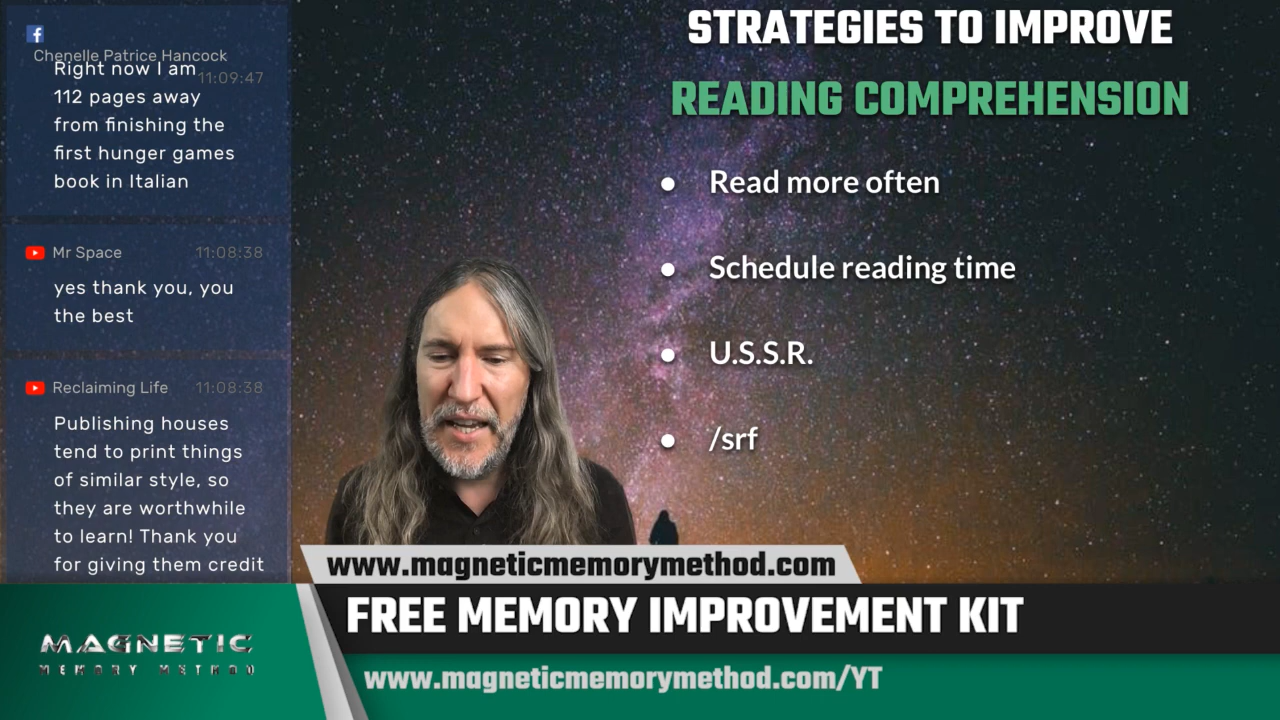 Chenelle Patrice Hancock
11:09:47
Right now I am
112 pages away
from finishing the
first hunger games
book in Italian
Mr Space 11:08:38
yes thank you, you
the best
Reclaiming Life 11:08:38
Publishing houses
tend to print things
of similar style, so
they are worthwhile
to learn! Thank you
for giving them credit
STRATEGIES TO IMPROVE
READING COMPREHENSION
• Read more often
• Schedule reading time
• U.S.S.R.
• /srf
www.magneticmemorymethod.com
FREE MEMORY IMPROVEMENT KIT
www.magneticmemorymethod.com/YT
MAGNETIC
MEMORY METHOD